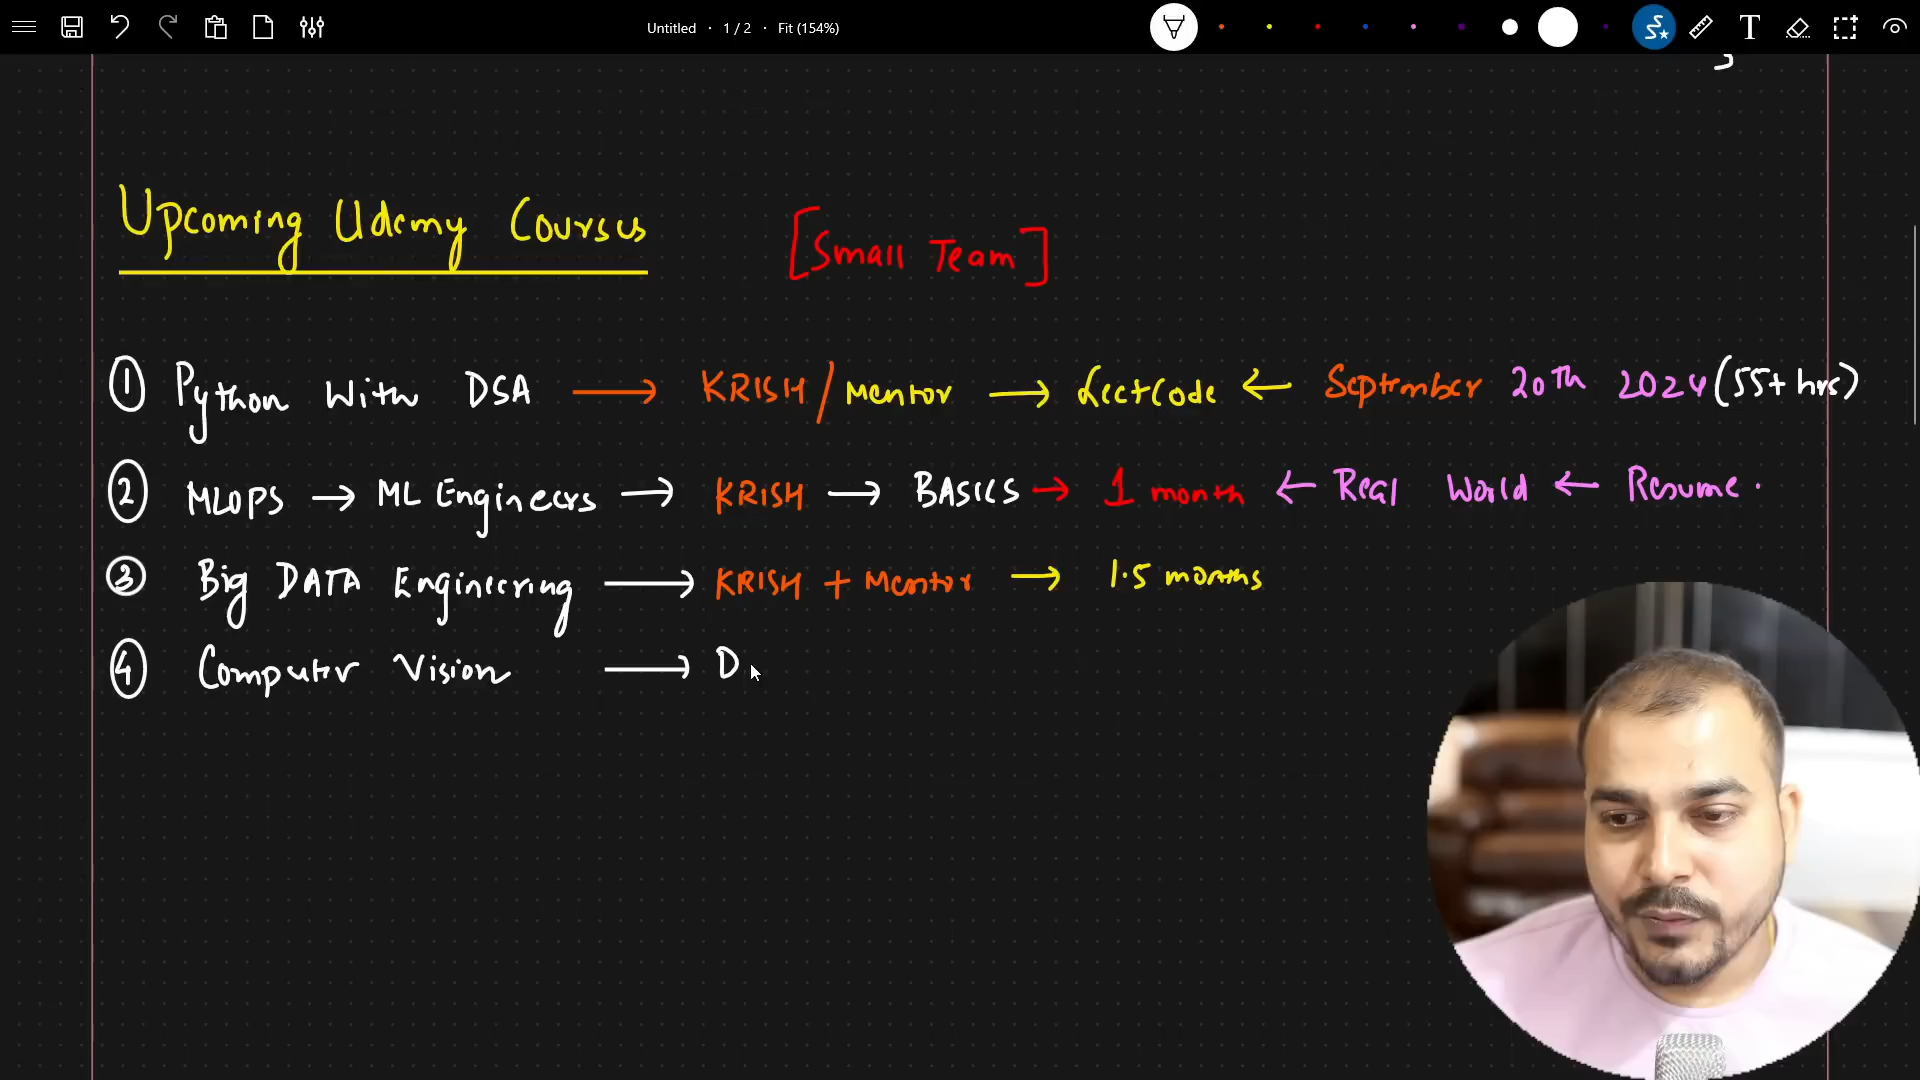 Untitled · 1 / 2 · Fit (154%)
Upcoming Udemy Courses
[Small Team]
① Python With DSA → KRISH / Mentor → LeetCode ← September 20Th 2024 (55+ hrs)
② MLOPS → ML Engineers → KRISH → BASICS → 1 month ← Real World ← Resume.
③ Big DATA Engineering → KRISH + Mentor → 1.5 months
④ Computer Vision → D